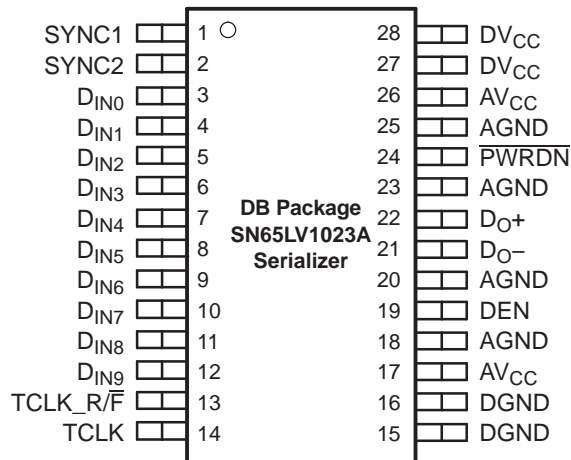 SYNC1 1 28 DVCC
SYNC2 2 27 DVCC
DIN0 3 26 AVCC
DIN1 4 25 AGND
DIN2 5 24 P̅W̅R̅D̅N̅
DIN3 6 23 AGND
DIN4 7 DB Package 22 DO+
DIN5 8 SN65LV1023A 21 DO−
DIN6 9 Serializer 20 AGND
DIN7 10 19 DEN
DIN8 11 18 AGND
DIN9 12 17 AVCC
TCLK_R/F̅ 13 16 DGND
TCLK 14 15 DGND